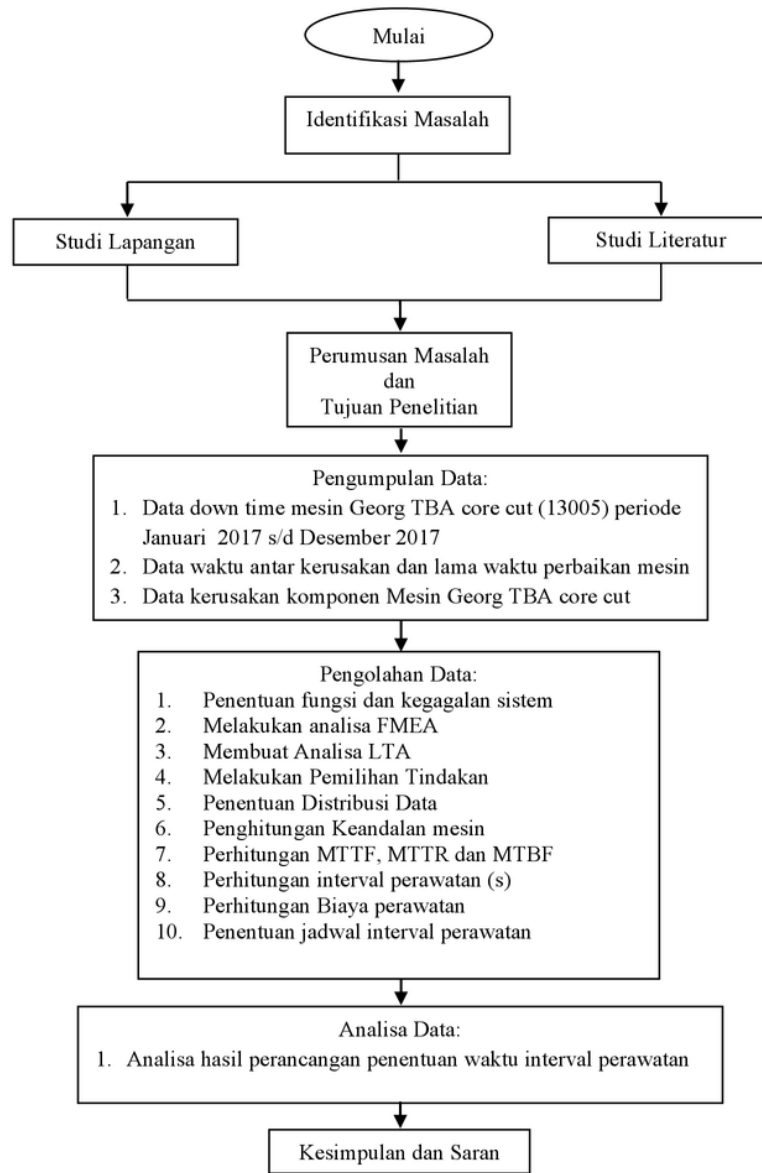 Mulai
Identifikasi Masalah
Studi Lapangan
Studi Literatur
Perumusan Masalah
dan
Tujuan Penelitian
Pengumpulan Data:
1. Data down time mesin Georg TBA core cut (13005) periode
Januari 2017 s/d Desember 2017
2. Data waktu antar kerusakan dan lama waktu perbaikan mesin
3. Data kerusakan komponen Mesin Georg TBA core cut
Pengolahan Data:
1. Penentuan fungsi dan kegagalan sistem
2. Melakukan analisa FMEA
3. Membuat Analisa LTA
4. Melakukan Pemilihan Tindakan
5. Penentuan Distribusi Data
6. Penghitungan Keandalan mesin
7. Perhitungan MTTF, MTTR dan MTBF
8. Perhitungan interval perawatan (s)
9. Perhitungan Biaya perawatan
10. Penentuan jadwal interval perawatan
Analisa Data:
1. Analisa hasil perancangan penentuan waktu interval perawatan
Kesimpulan dan Saran